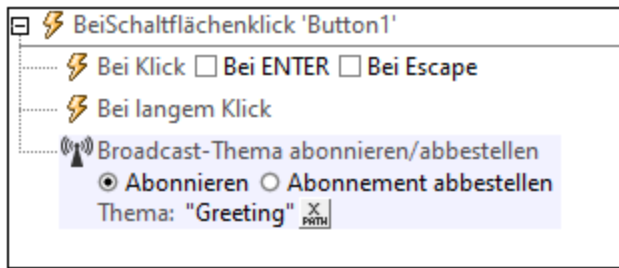 BeiSchaltflächenklick 'Button1'
Bei Klick Bei ENTER Bei Escape
Bei langem Klick
Broadcast-Thema abonnieren/abbestellen
Abonnieren Abonnement abbestellen
Thema: "Greeting" X PATH